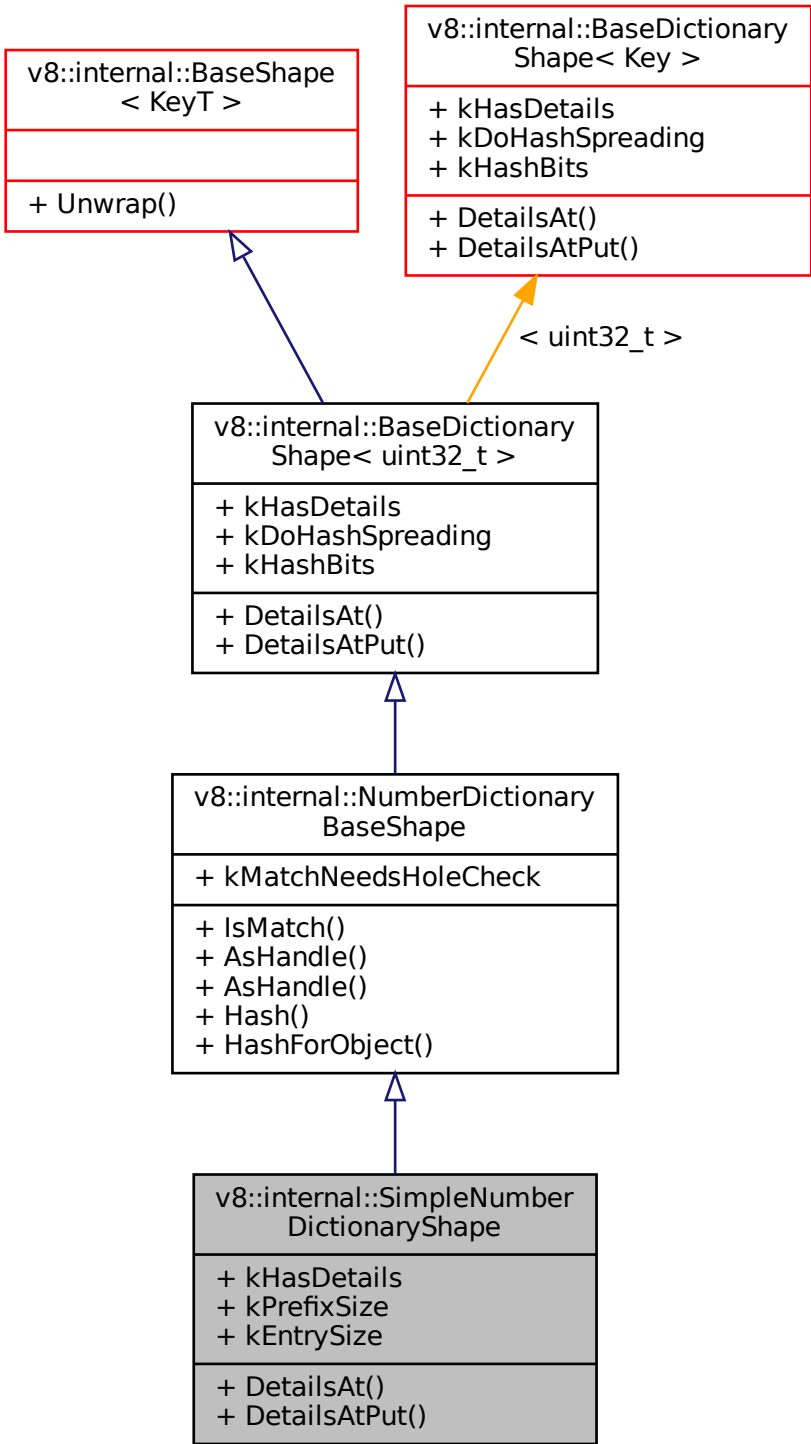 v8::internal::BaseShape
< KeyT >
+ Unwrap()
v8::internal::BaseDictionary
Shape< Key >
+ kHasDetails
+ kDoHashSpreading
+ kHashBits
+ DetailsAt()
+ DetailsAtPut()
< uint32_t >
v8::internal::BaseDictionary
Shape< uint32_t >
+ kHasDetails
+ kDoHashSpreading
+ kHashBits
+ DetailsAt()
+ DetailsAtPut()
v8::internal::NumberDictionary
BaseShape
+ kMatchNeedsHoleCheck
+ IsMatch()
+ AsHandle()
+ AsHandle()
+ Hash()
+ HashForObject()
v8::internal::SimpleNumber
DictionaryShape
+ kHasDetails
+ kPrefixSize
+ kEntrySize
+ DetailsAt()
+ DetailsAtPut()